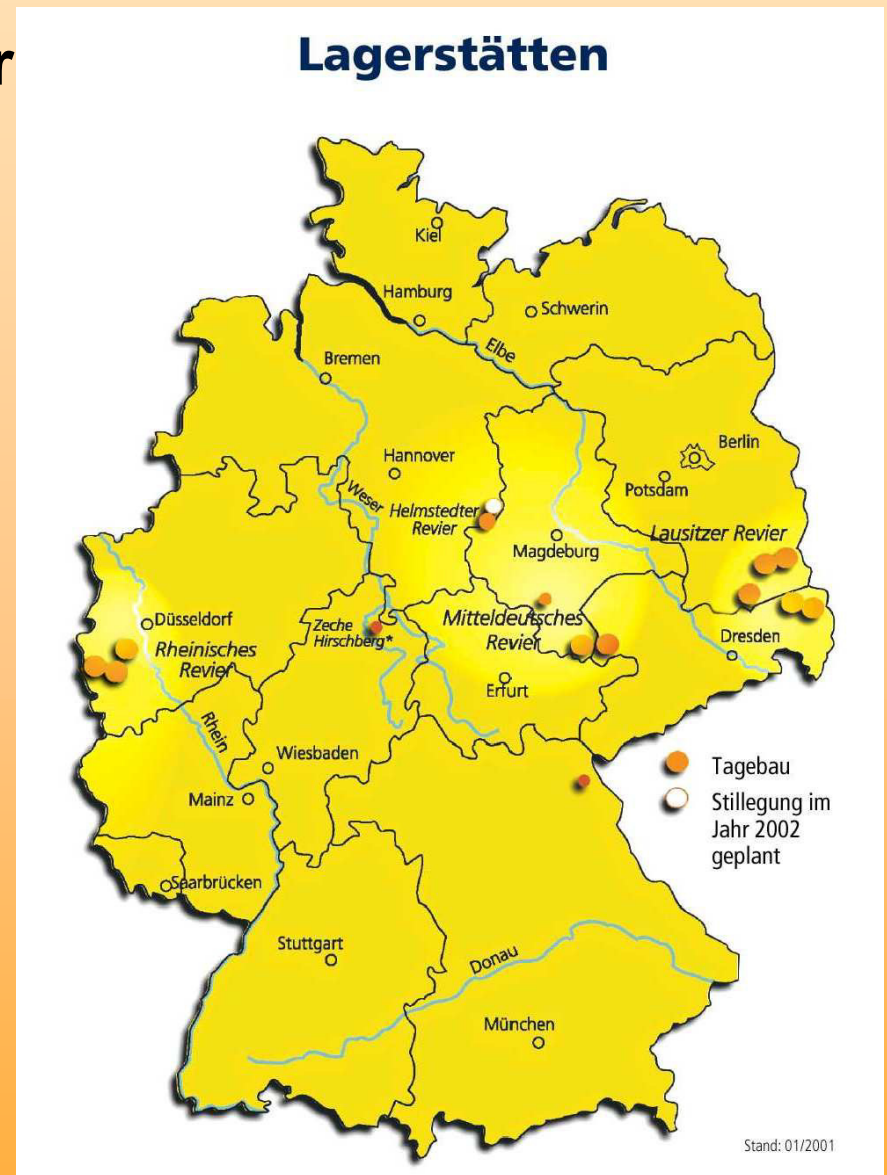 r
Lagerstätten
Kiel
Hamburg
Schwerin
Elbe
Bremen
Berlin
Hannover
Potsdam
Weser
Helmstedter
Revier
Lausitzer Revier
Magdeburg
Düsseldorf
Zeche
Hirschberg*
Mitteldeutsches
Revier
Dresden
Rheinisches
Revier
Erfurt
Rhein
Wiesbaden
Mainz
Tagebau
Stillegung im
Jahr 2002
geplant
Saarbrücken
Stuttgart
Donau
München
Stand: 01/2001